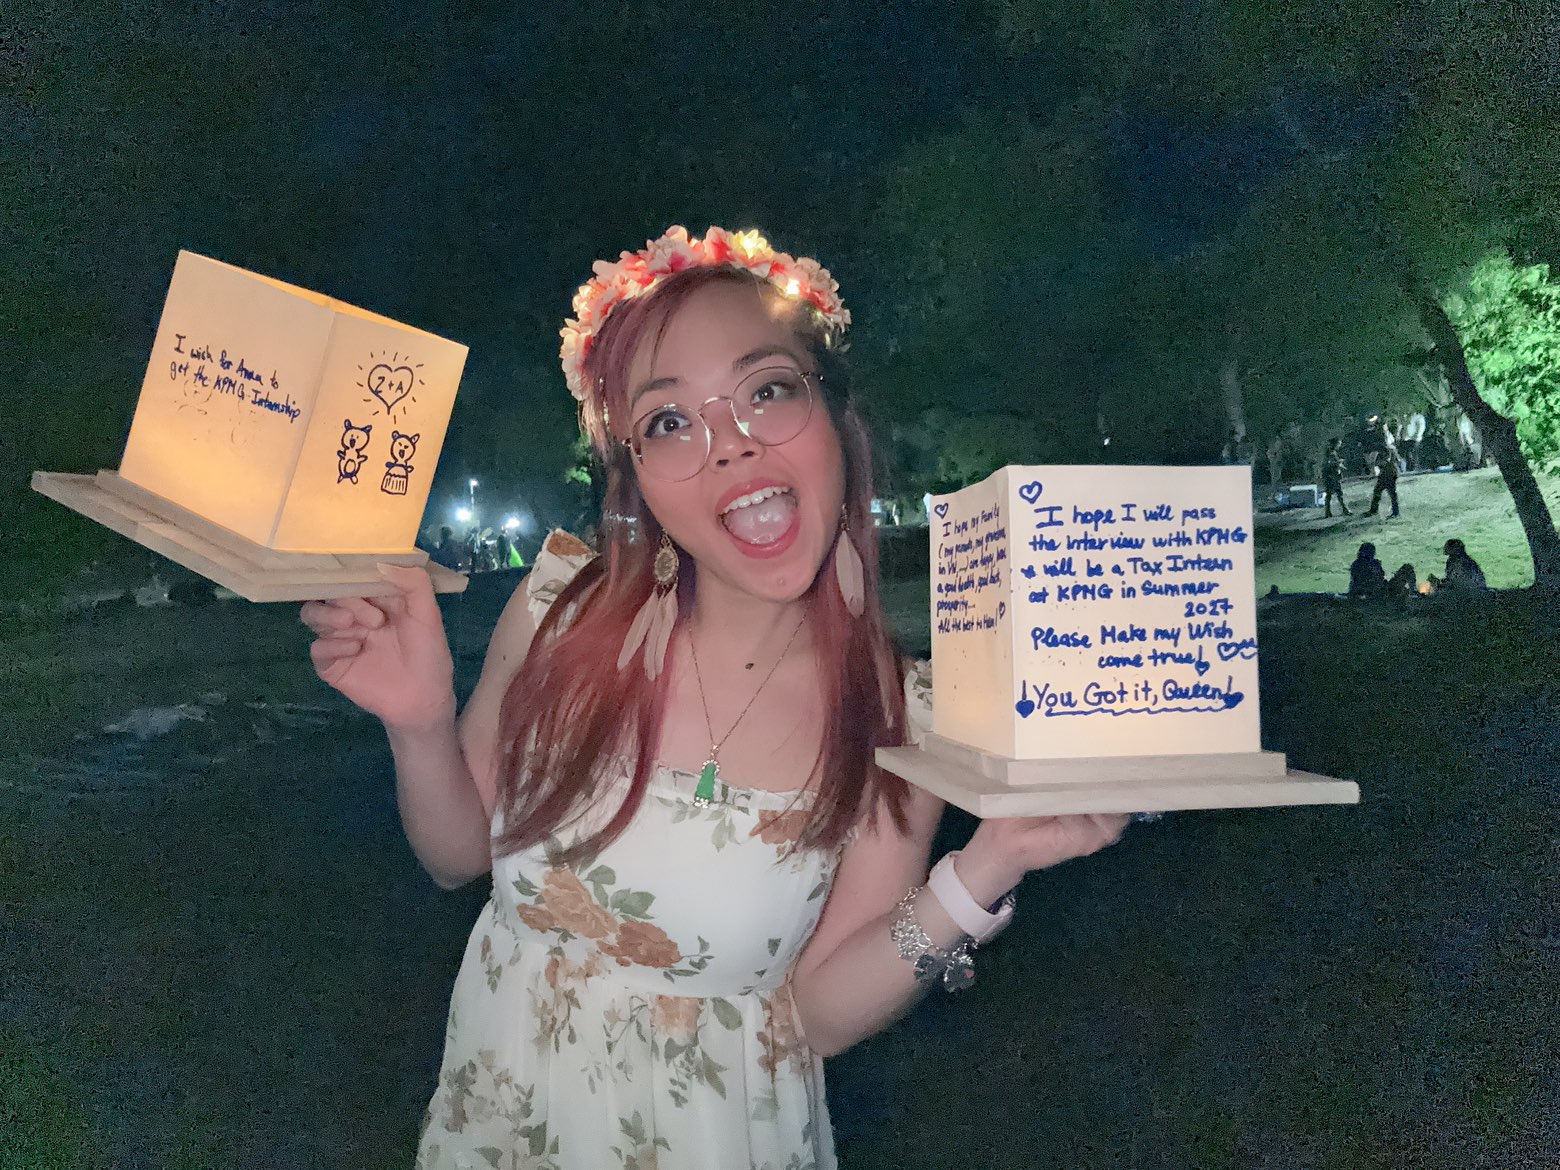 I wish for Anna to
get the KPMG Internship
Z + A
I hope my Family
(my parents, my grandma
in VN,...) are happy, have
a good health, good luck,
prosperity...
All the best to them!
I hope I will pass
the interview with KPMG
& will be a Tax Intern
at KPMG in Summer
2027
Please Make my Wish
come true!
! You Got it, Queen!